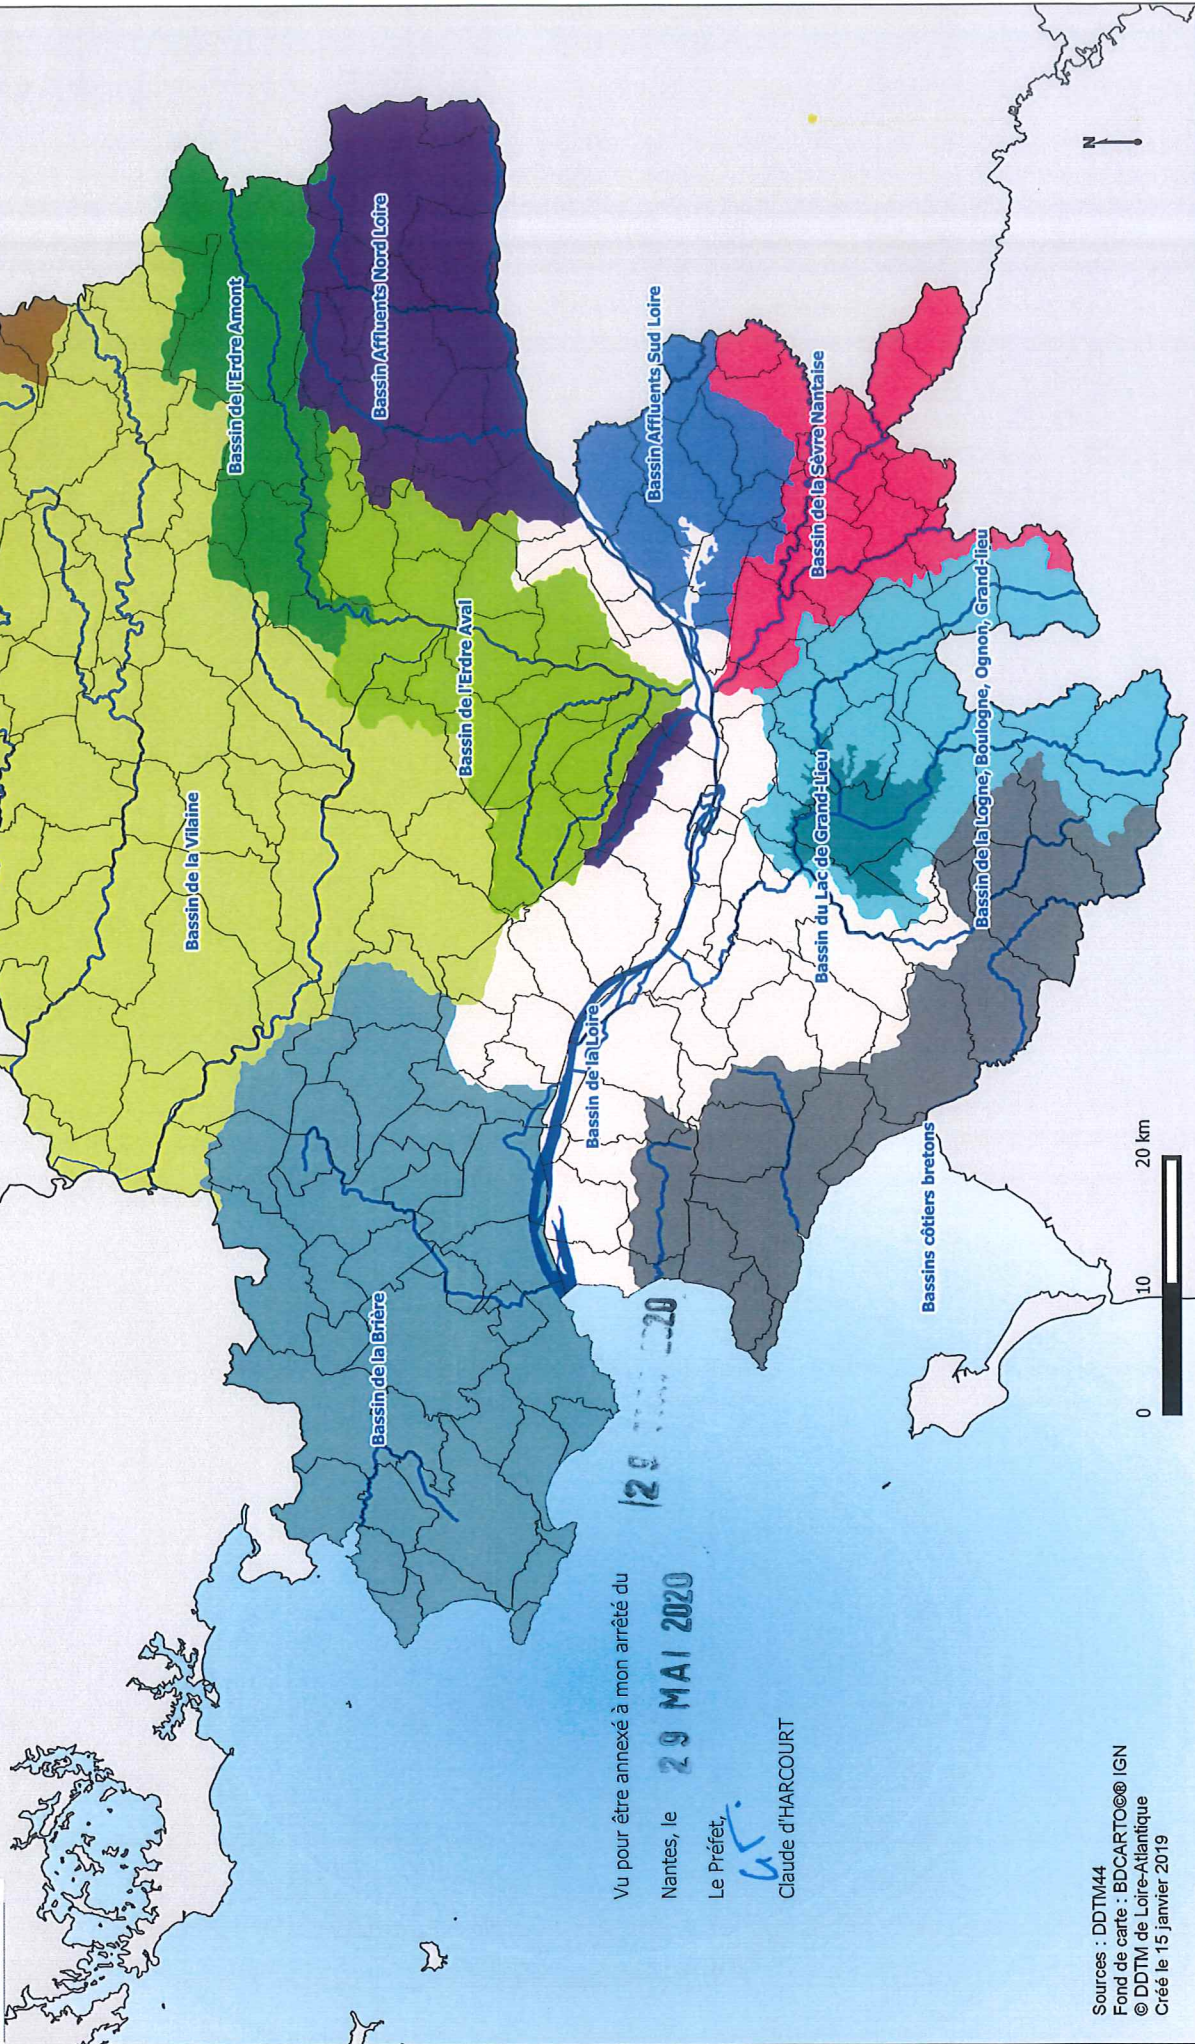 Bassin de la Vilaine
Bassin de l'Erdre Amont
Bassin Affluents Nord Loire
Bassin de l'Erdre Aval
Bassin de la Brière
Bassin Affluents Sud Loire
Bassin de la Loire
Bassin de la Sèvre Nantaise
Bassin du Lac de Grand-Lieu
Bassin de la Logne, Boulogne, Ognon, Grand-lieu
Bassins côtiers bretons
N
Vu pour être annexé à mon arrêté du
Nantes, le 29 MAI 2020
Le Préfet,
Claude d'HARCOURT
0 10 20 km
Sources : DDTM44
Fond de carte : BDCARTO©® IGN
© DDTM de Loire-Atlantique
Créé le 15 janvier 2019